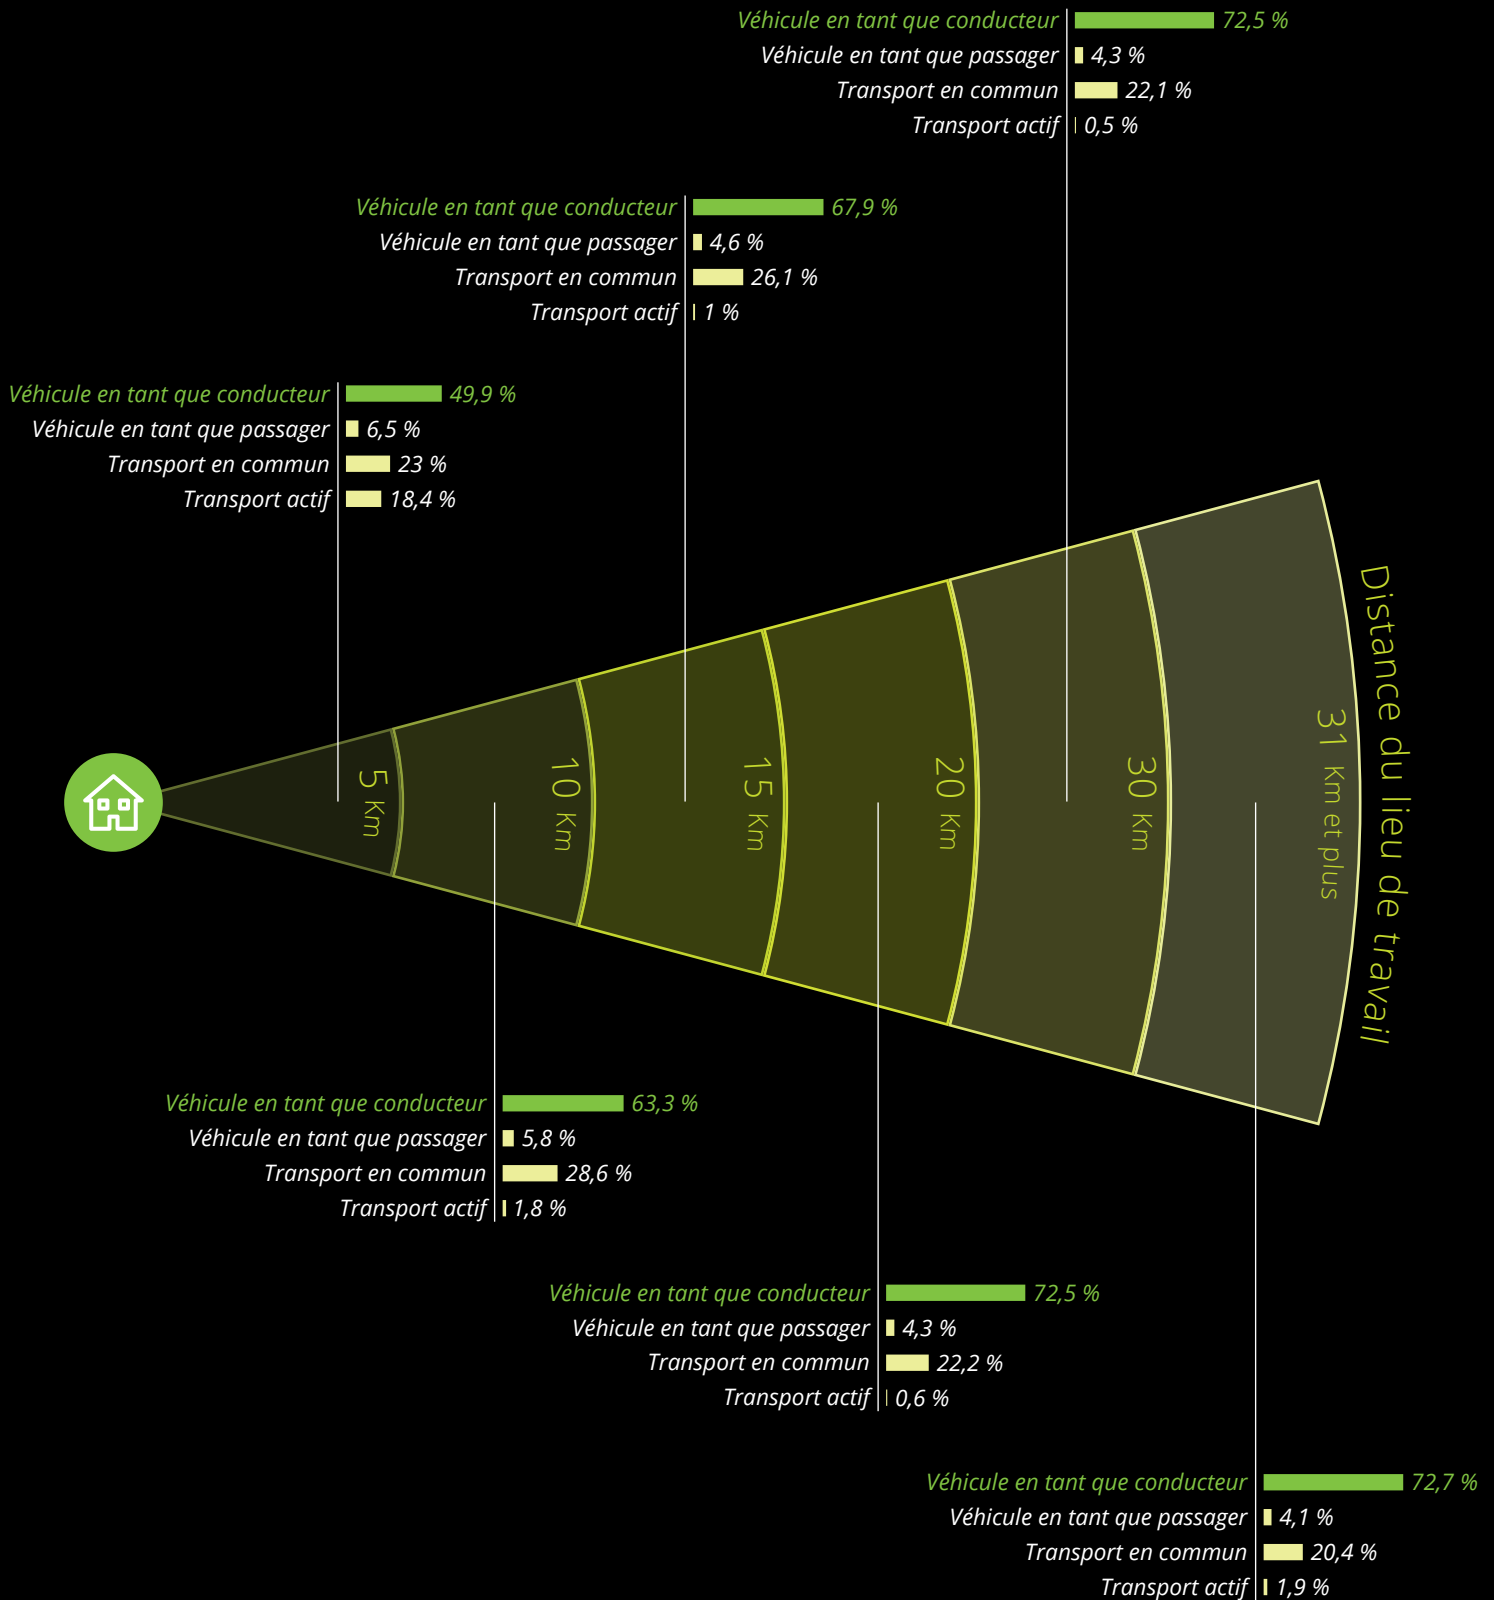 Véhicule en tant que conducteur 72,5 %
Véhicule en tant que passager 4,3 %
Transport en commun 22,1 %
Transport actif 0,5 %
Véhicule en tant que conducteur 67,9 %
Véhicule en tant que passager 4,6 %
Transport en commun 26,1 %
Transport actif 1 %
Véhicule en tant que conducteur 49,9 %
Véhicule en tant que passager 6,5 %
Transport en commun 23 %
Transport actif 18,4 %
5 Km
10 Km
15 Km
20 Km
30 Km
31 Km et plus
Distance du lieu de travail
Véhicule en tant que conducteur 63,3 %
Véhicule en tant que passager 5,8 %
Transport en commun 28,6 %
Transport actif 1,8 %
Véhicule en tant que conducteur 72,5 %
Véhicule en tant que passager 4,3 %
Transport en commun 22,2 %
Transport actif 0,6 %
Véhicule en tant que conducteur 72,7 %
Véhicule en tant que passager 4,1 %
Transport en commun 20,4 %
Transport actif 1,9 %